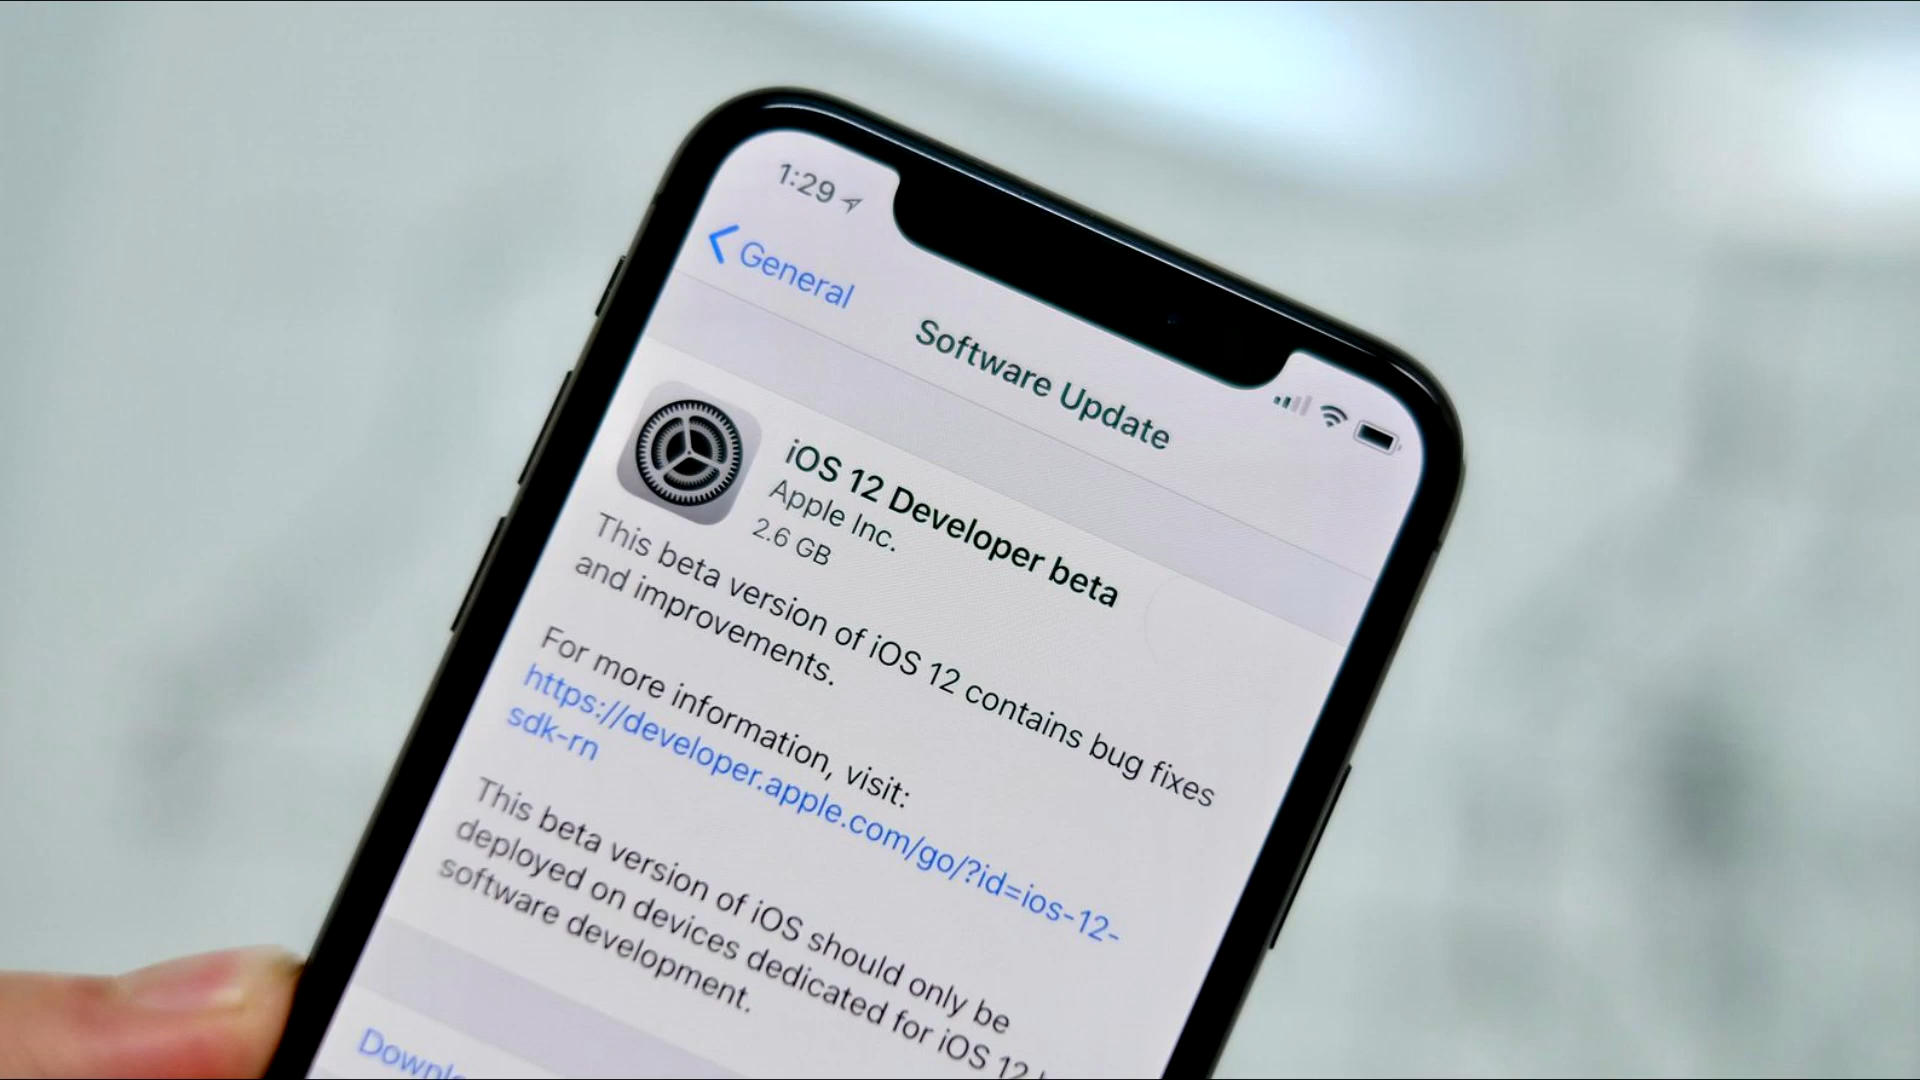 1:29
General
Software Update
iOS 12 Developer beta
Apple Inc.
2.6 GB
This beta version of iOS 12 contains bug fixes
and improvements.
For more information, visit:
https://developer.apple.com/go/?id=ios-12-
sdk-rn
This beta version of iOS should only be
deployed on devices dedicated for iOS 12
software development.